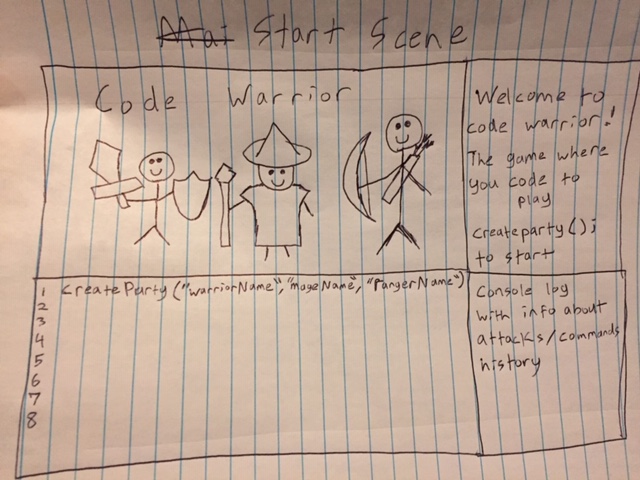 Mai Start Scene
Code Warrior
Welcome to
code warrior!
The game where
you code to
play
createparty();
to start
1 createParty("warriorName", "mageName", "rangerName")
2
3
4
5
6
7
8
Console log
with info about
attacks/commands
history